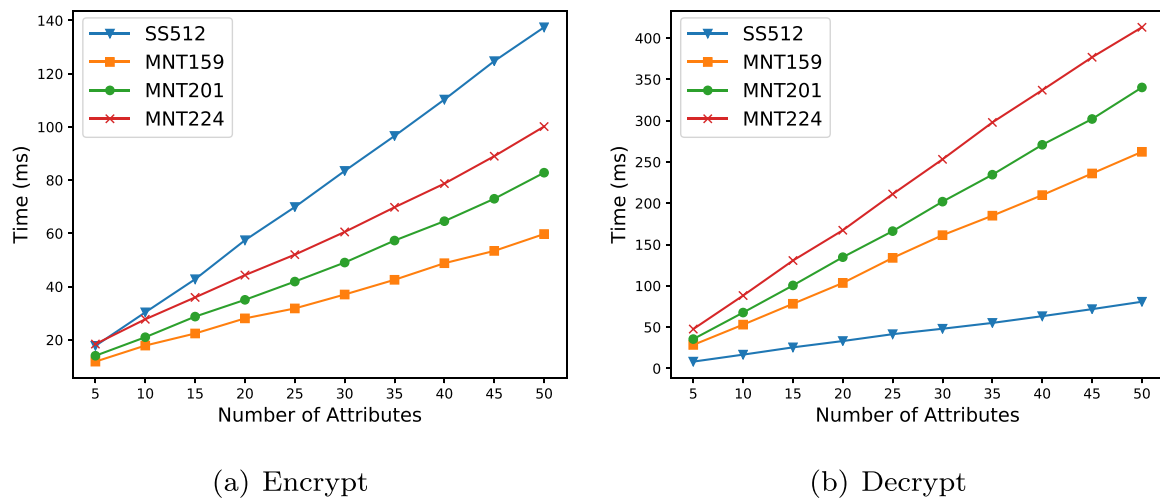 140
120
100
80
60
40
20
Time (ms)
SS512
MNT159
MNT201
MNT224
5 10 15 20 25 30 35 40 45 50
Number of Attributes
(a) Encrypt
400
350
300
250
200
150
100
50
0
Time (ms)
SS512
MNT159
MNT201
MNT224
5 10 15 20 25 30 35 40 45 50
Number of Attributes
(b) Decrypt